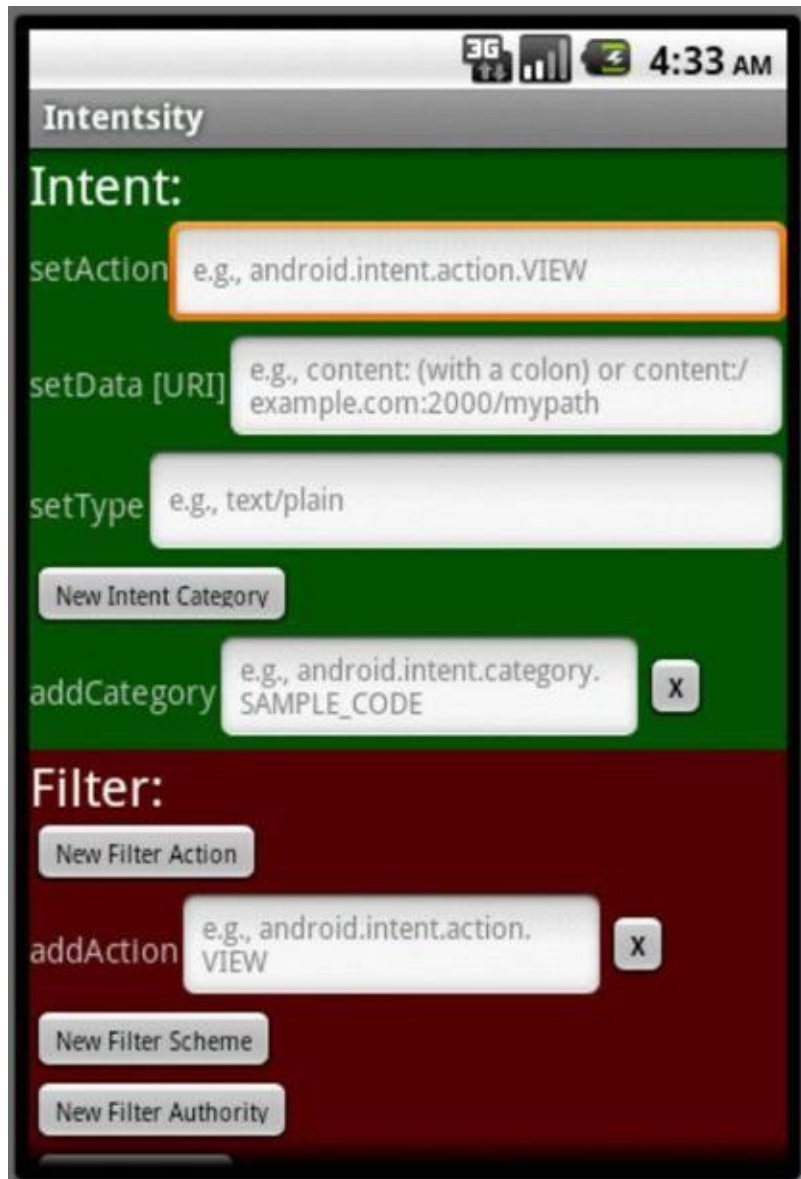 3G 4:33 AM
Intentsity
Intent:
setAction e.g., android.intent.action.VIEW
setData [URI] e.g., content: (with a colon) or content:/
example.com:2000/mypath
setType e.g., text/plain
New Intent Category
addCategory e.g., android.intent.category.
SAMPLE_CODE
X
Filter:
New Filter Action
addAction e.g., android.intent.action.
VIEW
X
New Filter Scheme
New Filter Authority